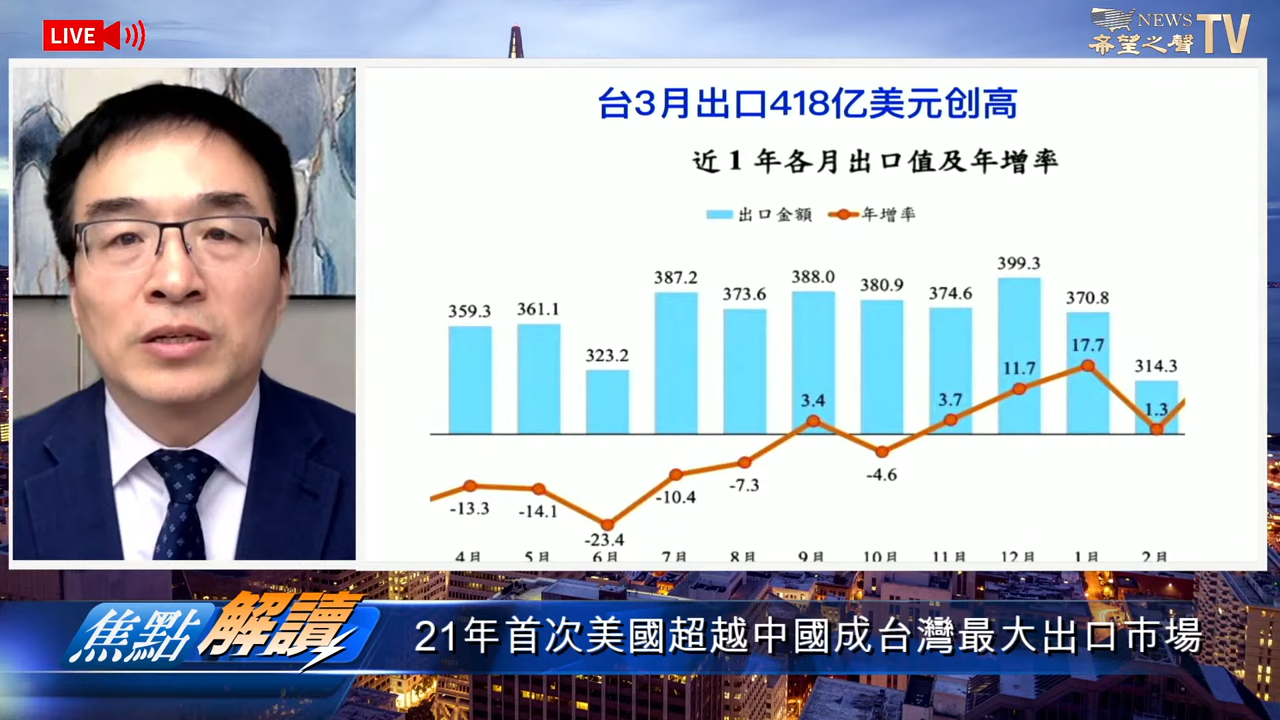 LIVE
NEWS
希望之聲TV
台3月出口418亿美元创高
近1年各月出口值及年增率
出口金額 年增率
359.3 361.1 323.2 387.2 373.6 388.0 380.9 374.6 399.3 370.8 314.3
-13.3 -14.1 -23.4 -10.4 -7.3 3.4 -4.6 3.7 11.7 17.7 1.3
4月 5月 6月 7月 8月 9月 10月 11月 12月 1月 2月
焦點解讀
21年首次美國超越中國成台灣最大出口市場